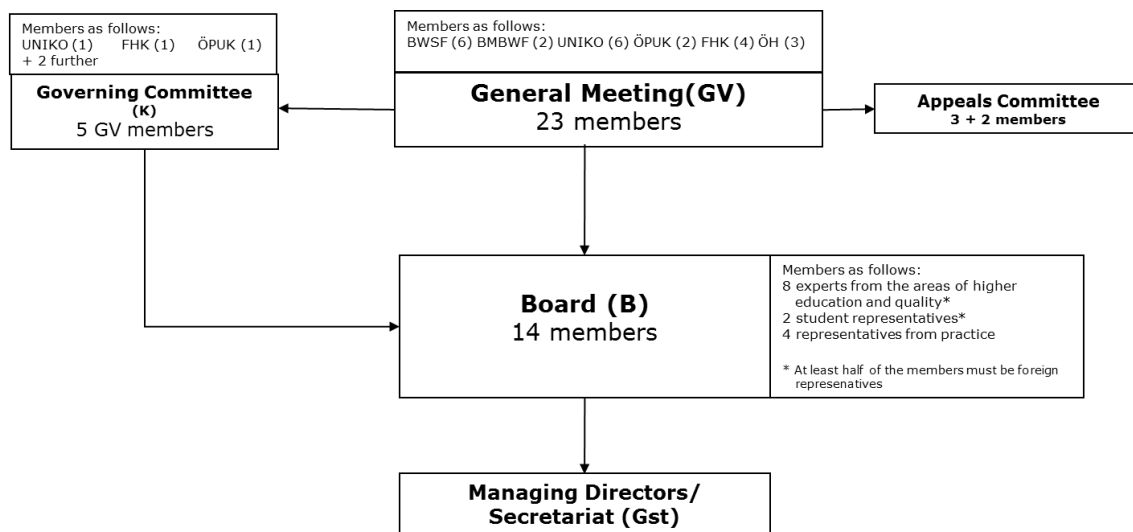 Members as follows:
UNIKO (1) FHK (1) ÖPUK (1)
+ 2 further
Governing Committee
(K)
5 GV members
Members as follows:
BWSF (6) BMBWF (2) UNIKO (6) ÖPUK (2) FHK (4) ÖH (3)
General Meeting(GV)
23 members
Appeals Committee
3 + 2 members
Board (B)
14 members
Members as follows:
8 experts from the areas of higher
education and quality*
2 student representatives*
4 representatives from practice
* At least half of the members must be foreign
represenatives
Managing Directors/
Secretariat (Gst)